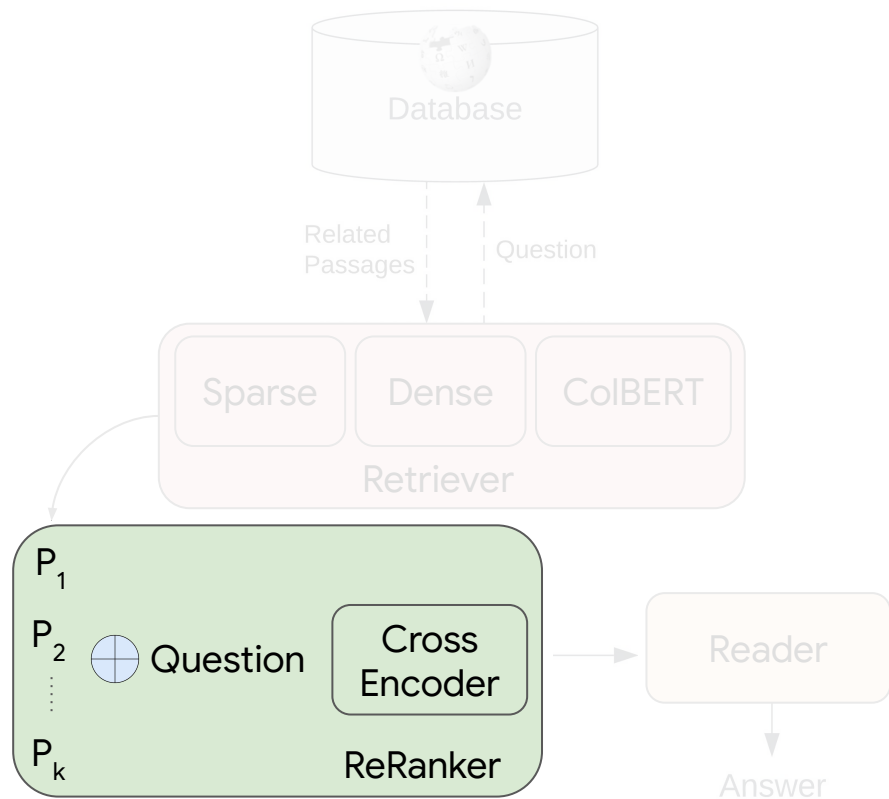 Database
Related
Passages
Question
Sparse
Dense
ColBERT
Retriever
P1
P2
Question
Cross
Encoder
Pk
ReRanker
Reader
Answer